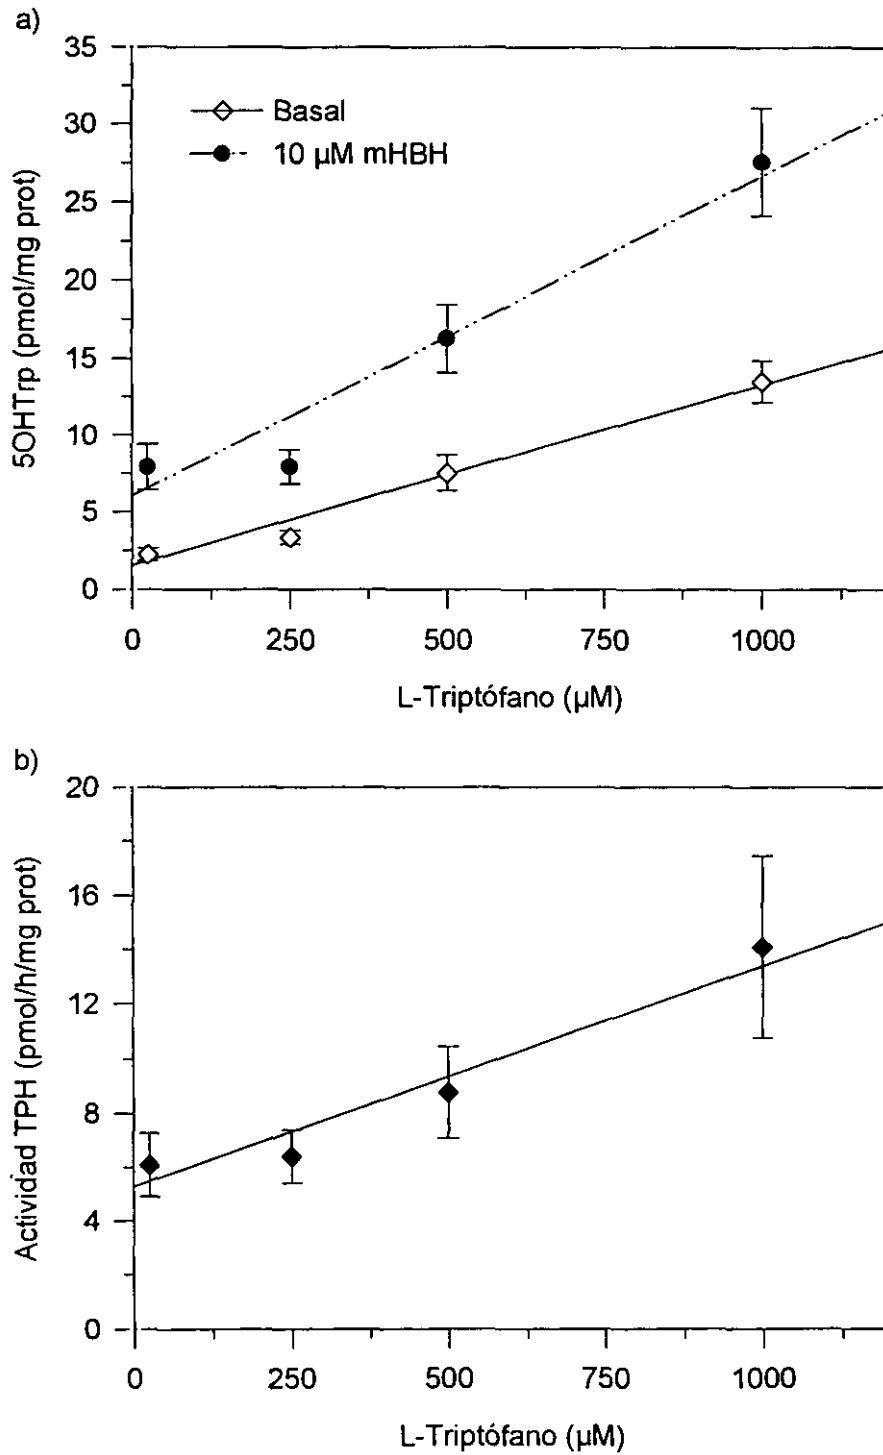 a)
35
30
25
20
15
10
5
0
5OHTrp (pmol/mg prot)
Basal
10 µM mHBH
0 250 500 750 1000
L-Triptófano (µM)
b)
20
16
12
8
4
0
Actividad TPH (pmol/h/mg prot)
0 250 500 750 1000
L-Triptófano (µM)